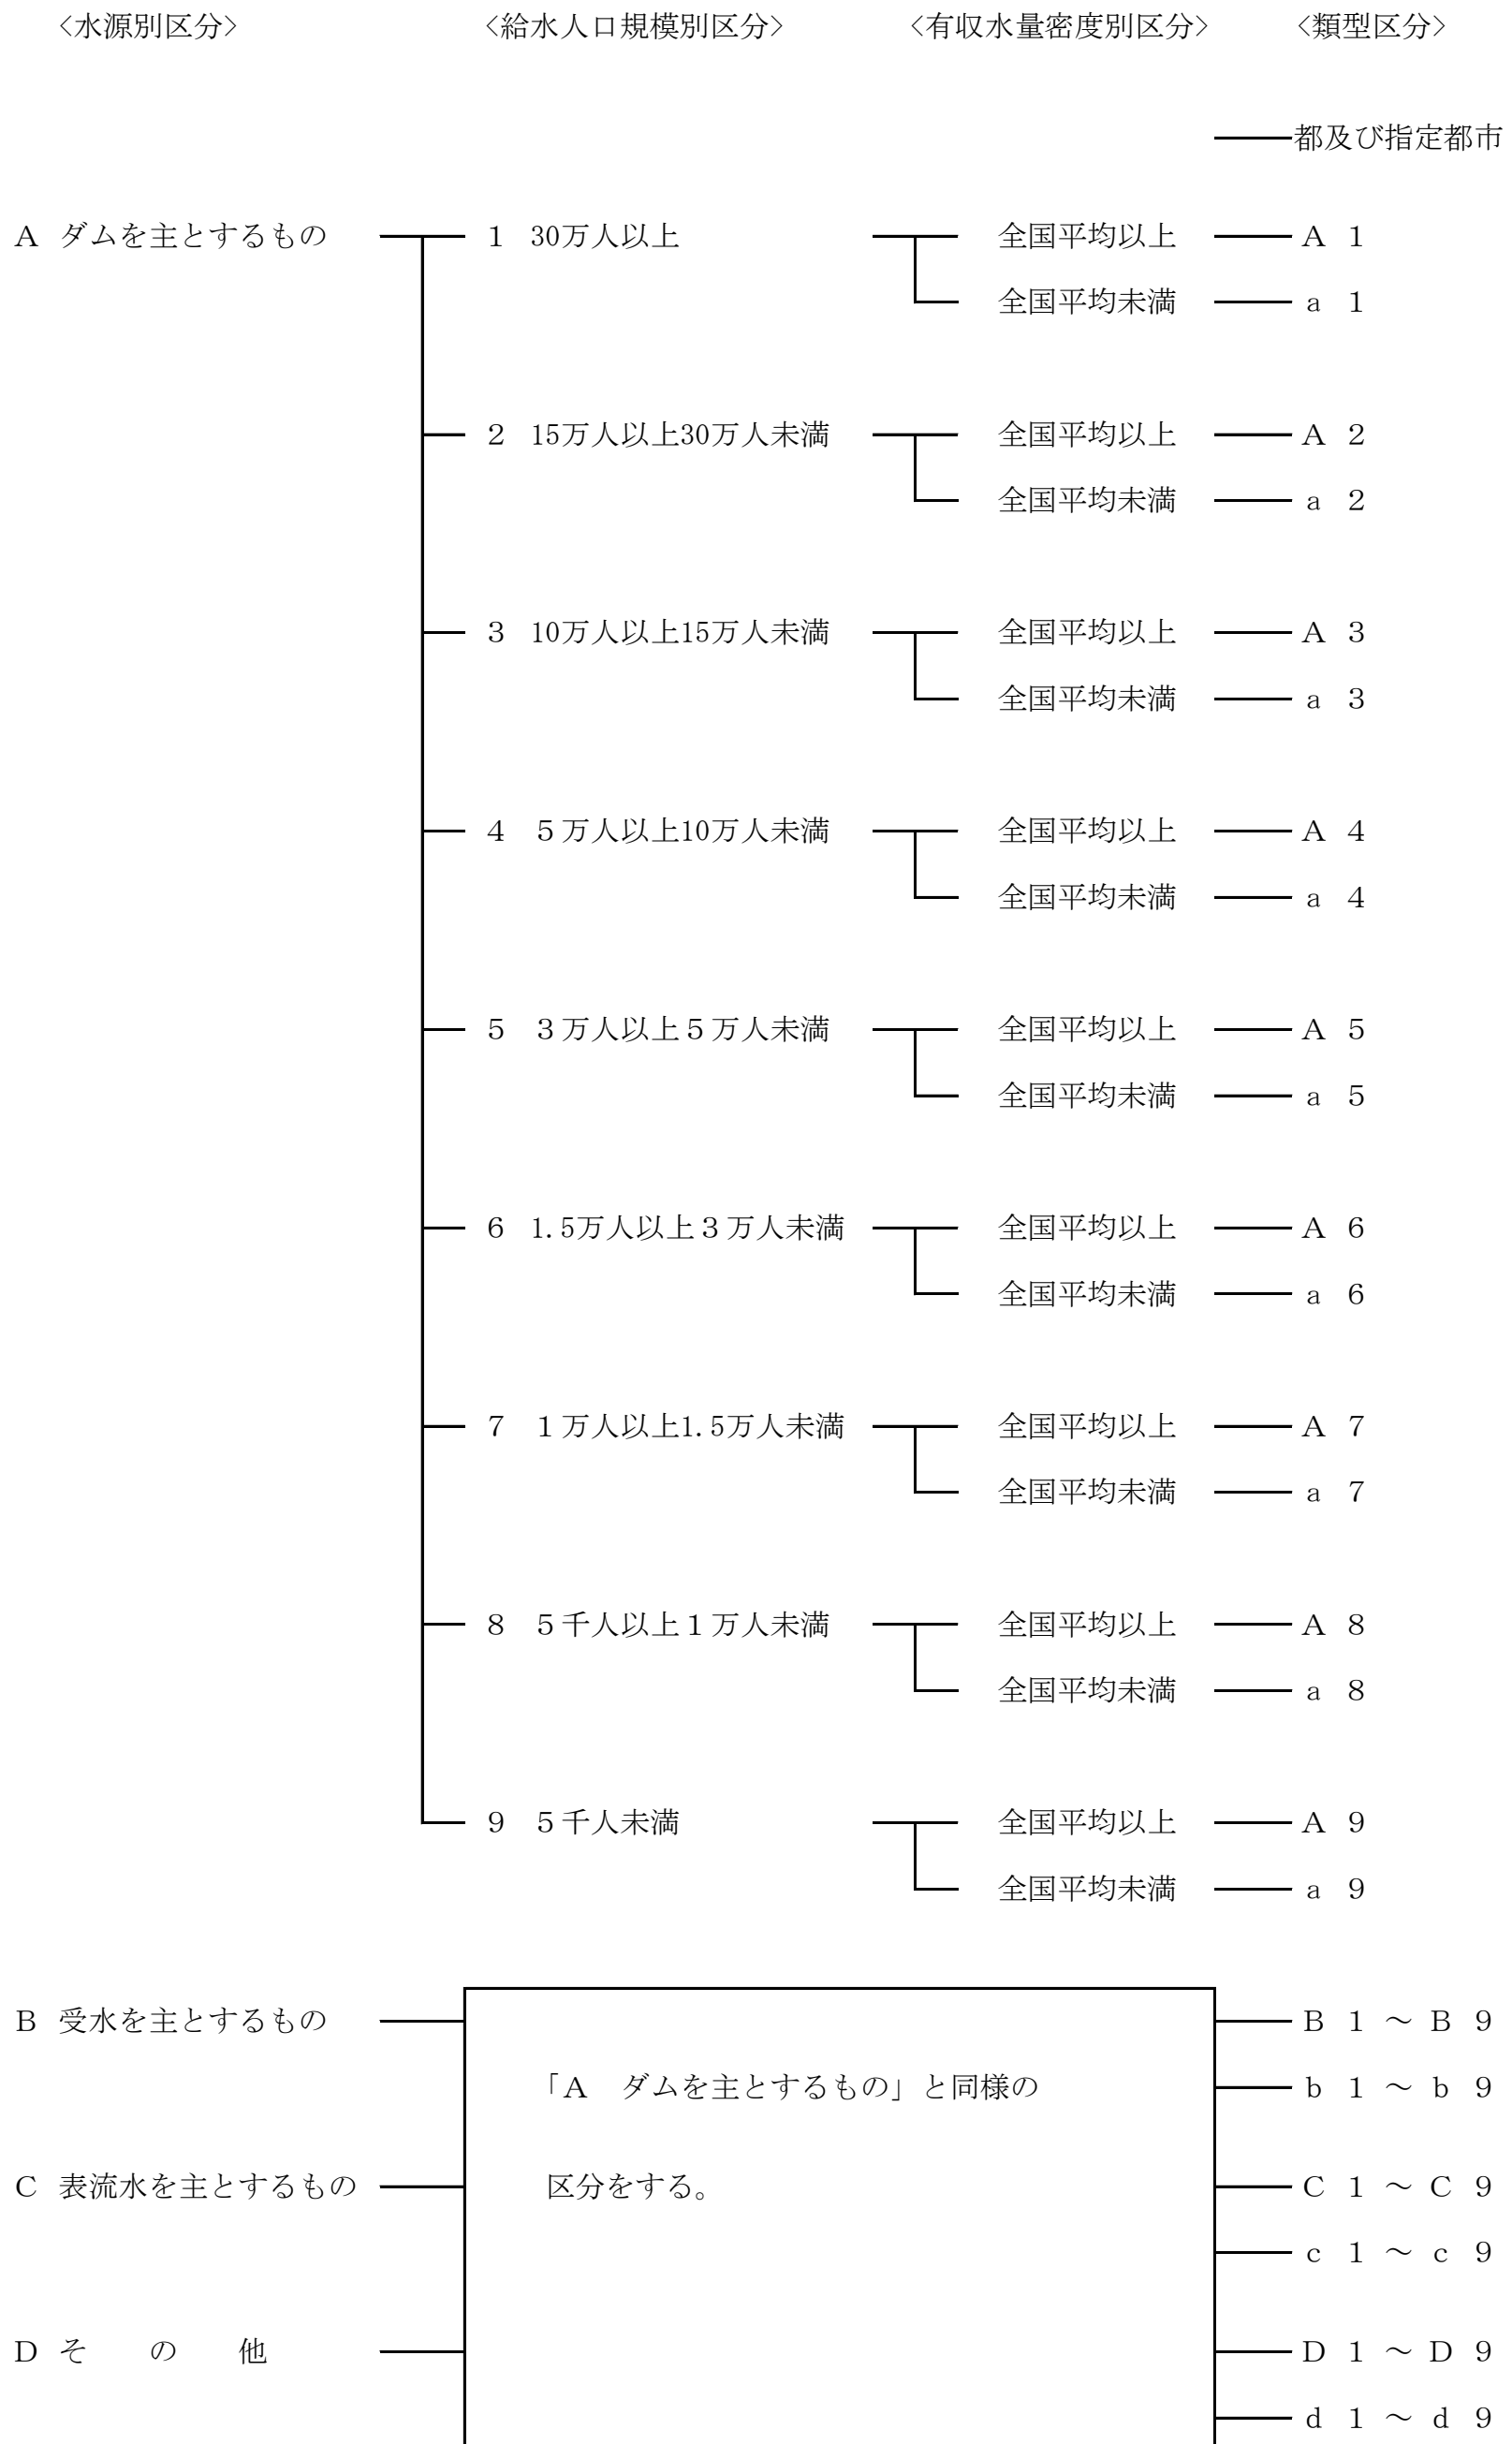 <水源別区分> <給水人口規模別区分> <有収水量密度別区分> <類型区分>
都及び指定都市
A ダムを主とするもの 1 30万人以上 全国平均以上 A 1
全国平均未満 a 1
2 15万人以上30万人未満 全国平均以上 A 2
全国平均未満 a 2
3 10万人以上15万人未満 全国平均以上 A 3
全国平均未満 a 3
4 5万人以上10万人未満 全国平均以上 A 4
全国平均未満 a 4
5 3万人以上5万人未満 全国平均以上 A 5
全国平均未満 a 5
6 1.5万人以上3万人未満 全国平均以上 A 6
全国平均未満 a 6
7 1万人以上1.5万人未満 全国平均以上 A 7
全国平均未満 a 7
8 5千人以上1万人未満 全国平均以上 A 8
全国平均未満 a 8
9 5千人未満 全国平均以上 A 9
全国平均未満 a 9
B 受水を主とするもの B 1 ～ B 9
「A ダムを主とするもの」と同様の b 1 ～ b 9
C 表流水を主とするもの 区分をする。 C 1 ～ C 9
c 1 ～ c 9
D そ の 他 D 1 ～ D 9
d 1 ～ d 9